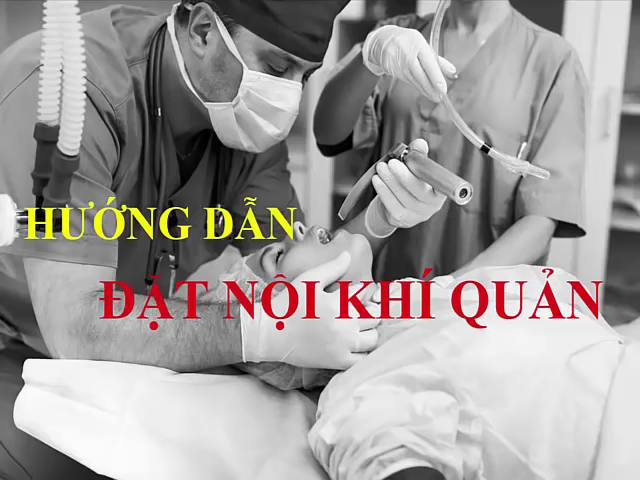 HƯỚNG DẪN
ĐẶT NỘI KHÍ QUẢN